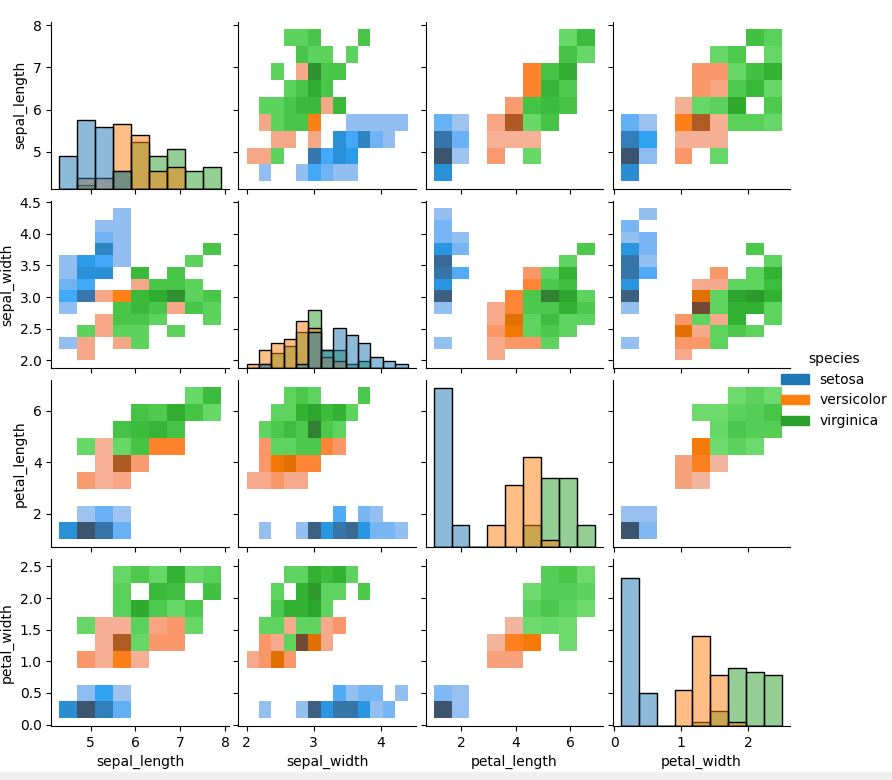 8
7
6
5
sepal_length
4.5
4.0
3.5
3.0
2.5
2.0
sepal_width
species
setosa
versicolor
virginica
6
4
2
petal_length
2.5
2.0
1.5
1.0
0.5
0.0
petal_width
5 6 7 8 2 3 4 2 4 6 0 1 2
sepal_length sepal_width petal_length petal_width